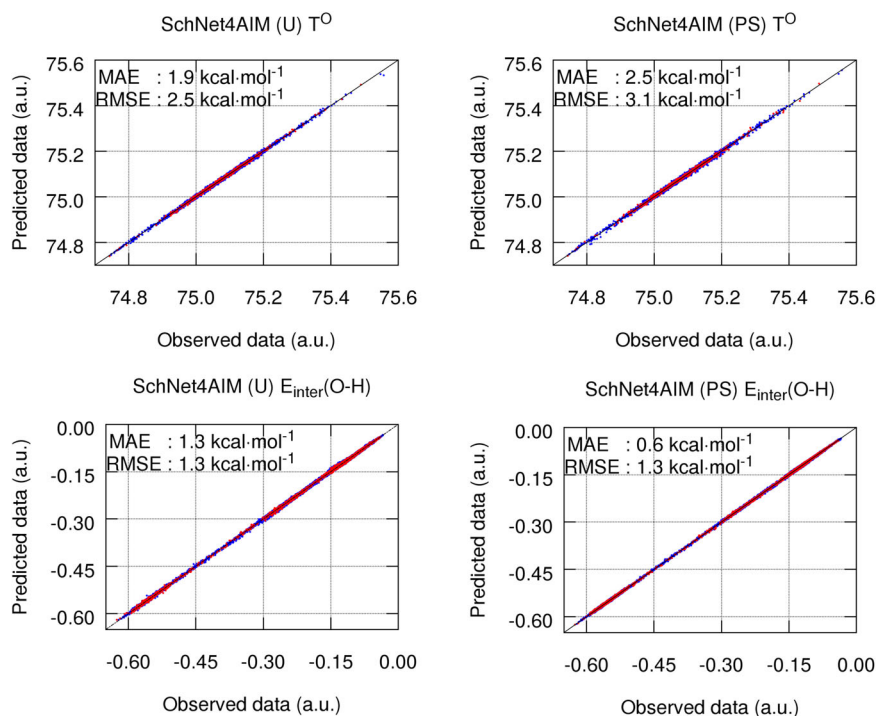 SchNet4AIM (U) T^O
75.6
75.4
75.2
75.0
74.8
MAE : 1.9 kcal·mol⁻¹
RMSE : 2.5 kcal·mol⁻¹
Predicted data (a.u.)
74.8 75.0 75.2 75.4 75.6
Observed data (a.u.)
SchNet4AIM (PS) T^O
75.6
75.4
75.2
75.0
74.8
MAE : 2.5 kcal·mol⁻¹
RMSE : 3.1 kcal·mol⁻¹
Predicted data (a.u.)
74.8 75.0 75.2 75.4 75.6
Observed data (a.u.)
SchNet4AIM (U) E_inter(O-H)
0.00
-0.15
-0.30
-0.45
-0.60
MAE : 1.3 kcal·mol⁻¹
RMSE : 1.3 kcal·mol⁻¹
Predicted data (a.u.)
-0.60 -0.45 -0.30 -0.15 0.00
Observed data (a.u.)
SchNet4AIM (PS) E_inter(O-H)
0.00
-0.15
-0.30
-0.45
-0.60
MAE : 0.6 kcal·mol⁻¹
RMSE : 1.3 kcal·mol⁻¹
Predicted data (a.u.)
-0.60 -0.45 -0.30 -0.15 0.00
Observed data (a.u.)